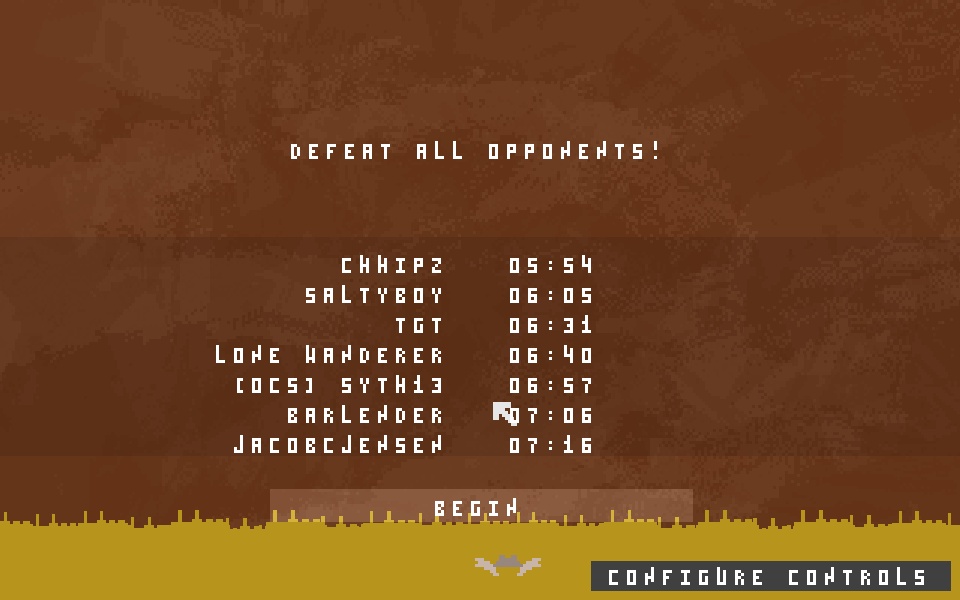 DEFEAT ALL OPPONENTS!
CHHIPZ 05:54
SALTYBOY 06:05
TGT 06:31
LONE WANDERER 06:40
[OCS] SYTH13 06:57
BARLENDER 07:06
JACOBCJENSEN 07:16
BEGIN
CONFIGURE CONTROLS